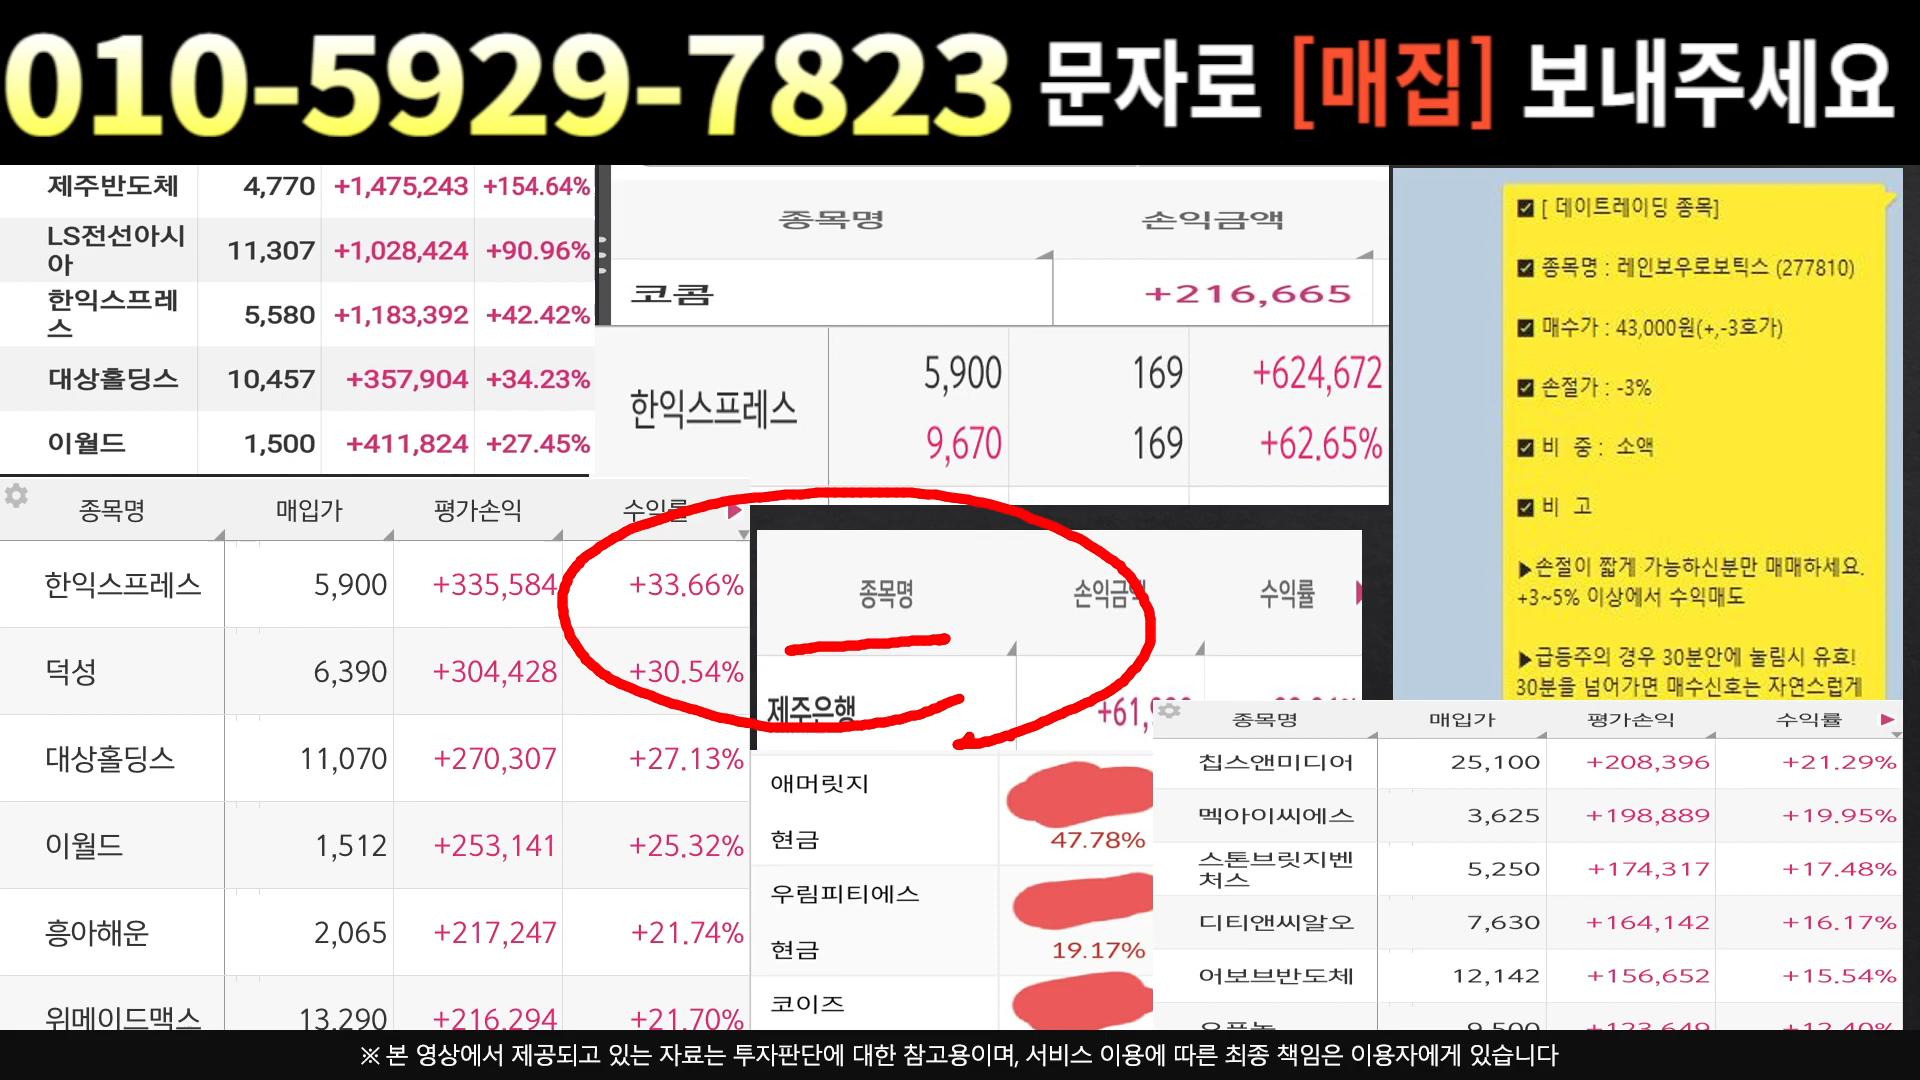 010-5929-7823 문자로 [매집] 보내주세요
제주반도체 4,770 +1,475,243 +154.64%
LS전선아시
아 11,307 +1,028,424 +90.96%
한익스프레
스 5,580 +1,183,392 +42.42%
대상홀딩스 10,457 +357,904 +34.23%
이월드 1,500 +411,824 +27.45%
종목명 손익금액
코콤 +216,665
한익스프레스
5,900 169 +624,672
9,670 169 +62.65%
☑ [ 데이트레이딩 종목]
☑ 종목명 : 레인보우로보틱스 (277810)
☑ 매수가 : 43,000원(+,-3호가)
☑ 손절가 : -3%
☑ 비 중 : 소액
☑ 비 고
▶손절이 짧게 가능하신분만 매매하세요.
+3~5% 이상에서 수익매도
▶급등주의 경우 30분안에 눌림시 유효!
30분을 넘어가면 매수신호는 자연스럽게
종목명 매입가 평가손익 수익률
한익스프레스 5,900 +335,584 +33.66%
덕성 6,390 +304,428 +30.54%
대상홀딩스 11,070 +270,307 +27.13%
이월드 1,512 +253,141 +25.32%
흥아해운 2,065 +217,247 +21.74%
위메이드맥스 13,290 +216,294 +21.70%
종목명 손익금액 수익률
제주은행
애머릿지
현금 47.78%
우림피티에스
현금 19.17%
코이즈
종목명 매입가 평가손익 수익률
칩스앤미디어 25,100 +208,396 +21.29%
멕아이씨에스 3,625 +198,889 +19.95%
스톤브릿지벤
처스 5,250 +174,317 +17.48%
디티앤씨알오 7,630 +164,142 +16.17%
어보브반도체 12,142 +156,652 +15.54%
※ 본 영상에서 제공되고 있는 자료는 투자판단에 대한 참고용이며, 서비스 이용에 따른 최종 책임은 이용자에게 있습니다